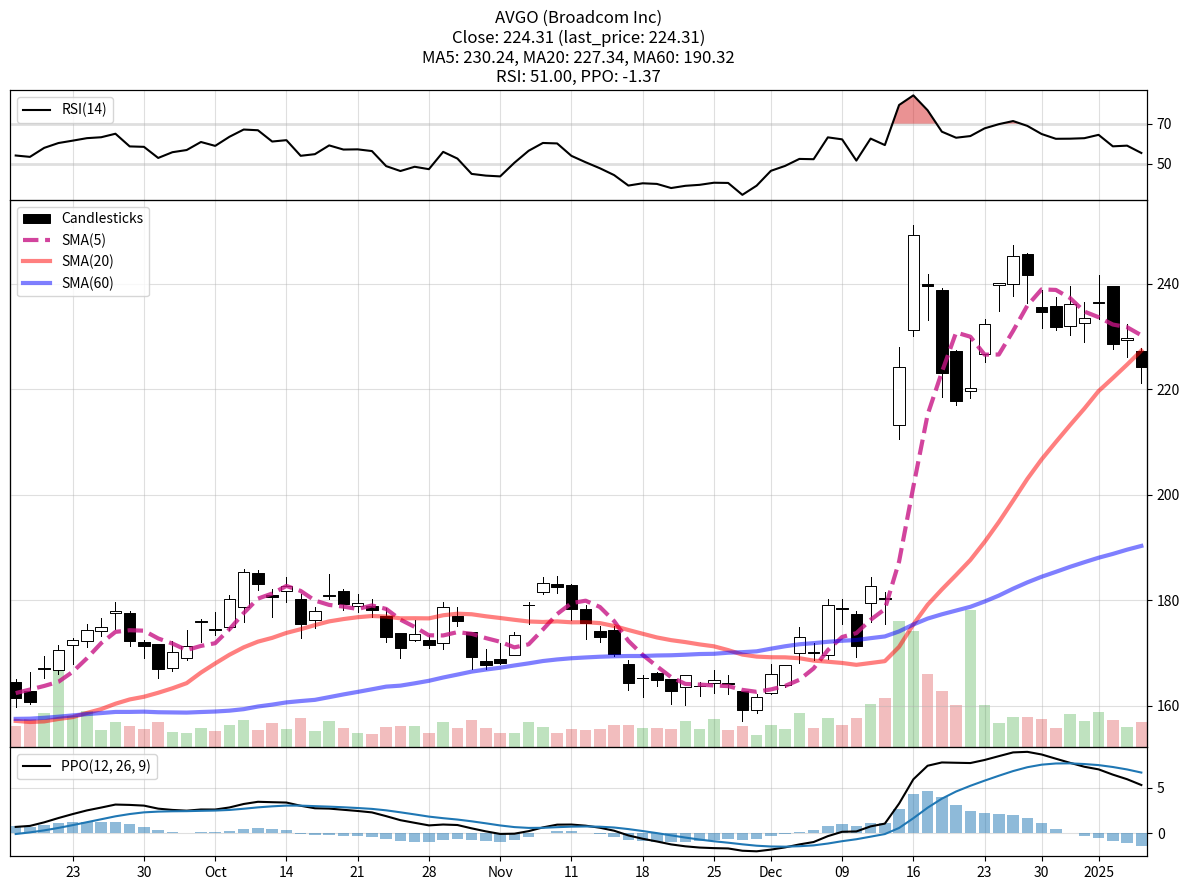 AVGO (Broadcom Inc)
Close: 224.31 (last_price: 224.31)
MA5: 230.24, MA20: 227.34, MA60: 190.32
RSI: 51.00, PPO: -1.37
RSI(14)
70
50
Candlesticks
SMA(5)
SMA(20)
SMA(60)
240
220
200
180
160
PPO(12, 26, 9)
5
0
23 30 Oct 14 21 28 Nov 11 18 25 Dec 09 16 23 30 2025